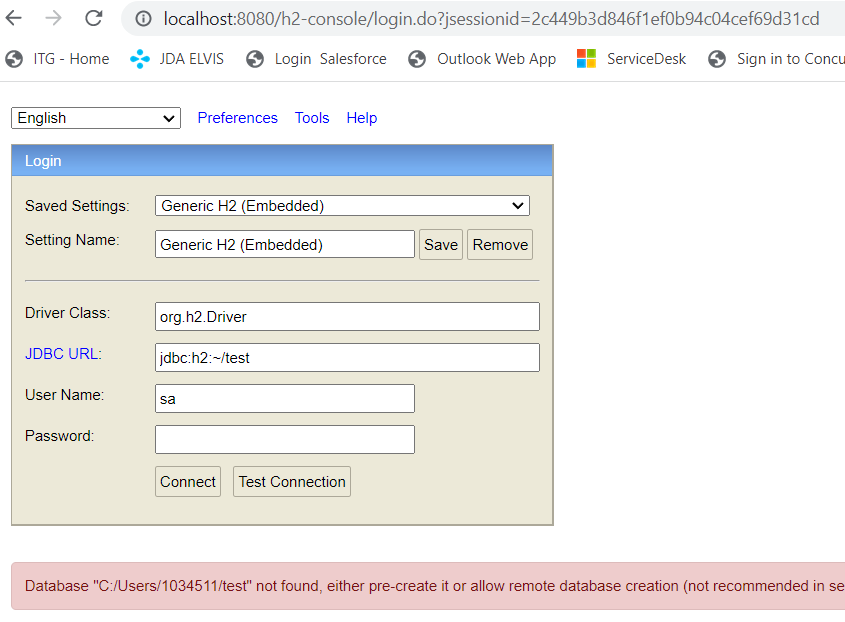 localhost:8080/h2-console/login.do?jsessionid=2c449b3d846f1ef0b94c04cef69d31cd
ITG - Home JDA ELVIS Login Salesforce Outlook Web App ServiceDesk Sign in to Concu
English Preferences Tools Help
Login
Saved Settings: Generic H2 (Embedded)
Setting Name: Generic H2 (Embedded) Save Remove
Driver Class: org.h2.Driver
JDBC URL: jdbc:h2:~/test
User Name: sa
Password:
Connect Test Connection
Database "C:/Users/1034511/test" not found, either pre-create it or allow remote database creation (not recommended in se